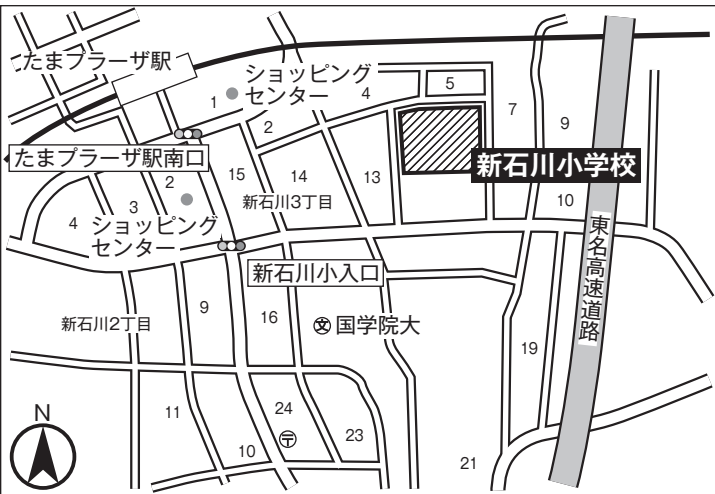 たまプラーザ駅
ショッピング
センター
1
4
5
7
9
2
たまプラーザ駅南口
15
14
13
新石川小学校
2
新石川3丁目
10
4
3
ショッピング
センター
東名高速道路
新石川小入口
新石川2丁目
9
16
文 国学院大
19
N
11
24
〒
23
10
21